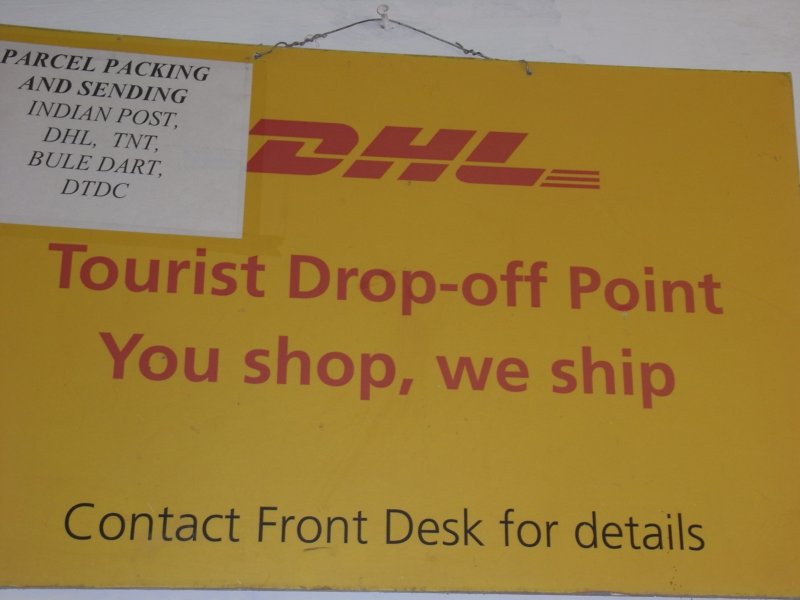 PARCEL PACKING
AND SENDING
INDIAN POST,
DHL, TNT,
BULE DART,
DTDC
DHL
Tourist Drop-off Point
You shop, we ship
Contact Front Desk for details